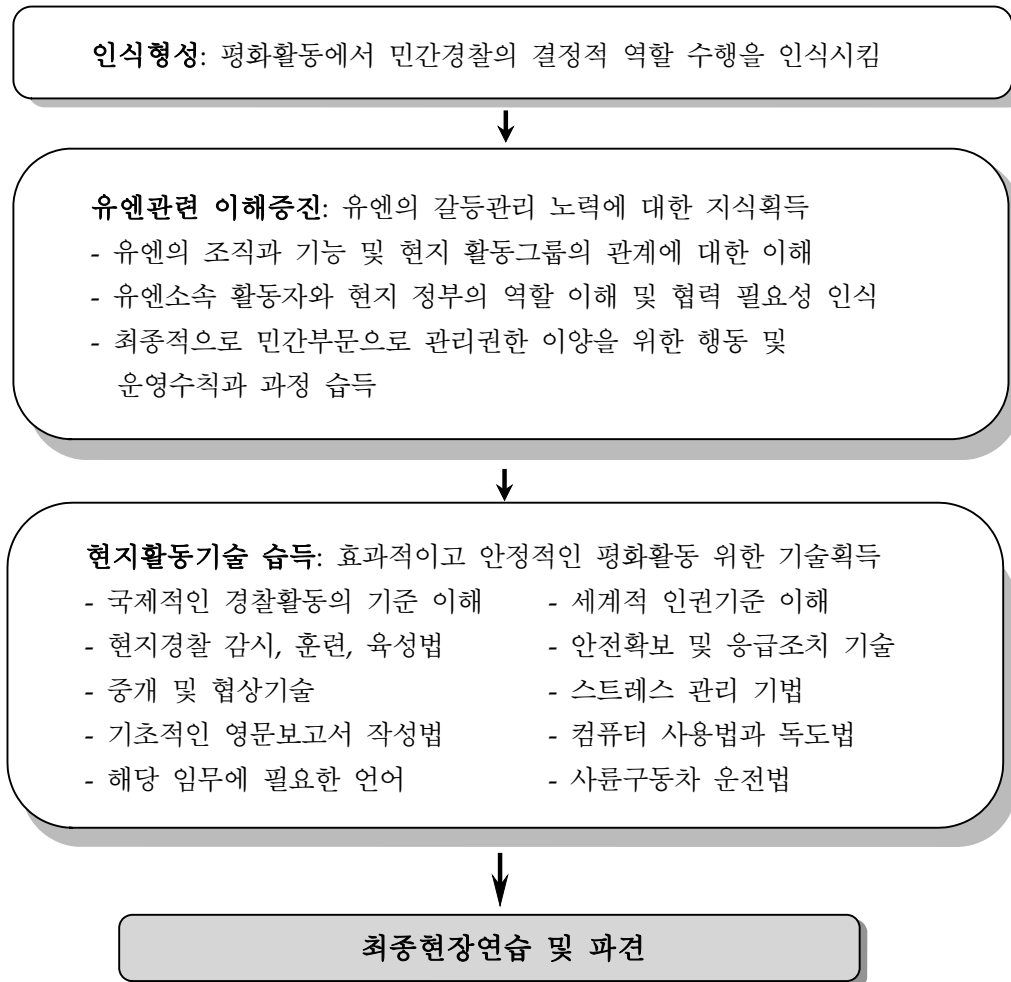 인식형성: 평화활동에서 민간경찰의 결정적 역할 수행을 인식시킴
유엔관련 이해증진: 유엔의 갈등관리 노력에 대한 지식획득
- 유엔의 조직과 기능 및 현지 활동그룹의 관계에 대한 이해
- 유엔소속 활동자와 현지 정부의 역할 이해 및 협력 필요성 인식
- 최종적으로 민간부문으로 관리권한 이양을 위한 행동 및
운영수칙과 과정 습득
현지활동기술 습득: 효과적이고 안정적인 평화활동 위한 기술획득
- 국제적인 경찰활동의 기준 이해 - 세계적 인권기준 이해
- 현지경찰 감시, 훈련, 육성법 - 안전확보 및 응급조치 기술
- 중개 및 협상기술 - 스트레스 관리 기법
- 기초적인 영문보고서 작성법 - 컴퓨터 사용법과 독도법
- 해당 임무에 필요한 언어 - 사륜구동차 운전법
최종현장연습 및 파견